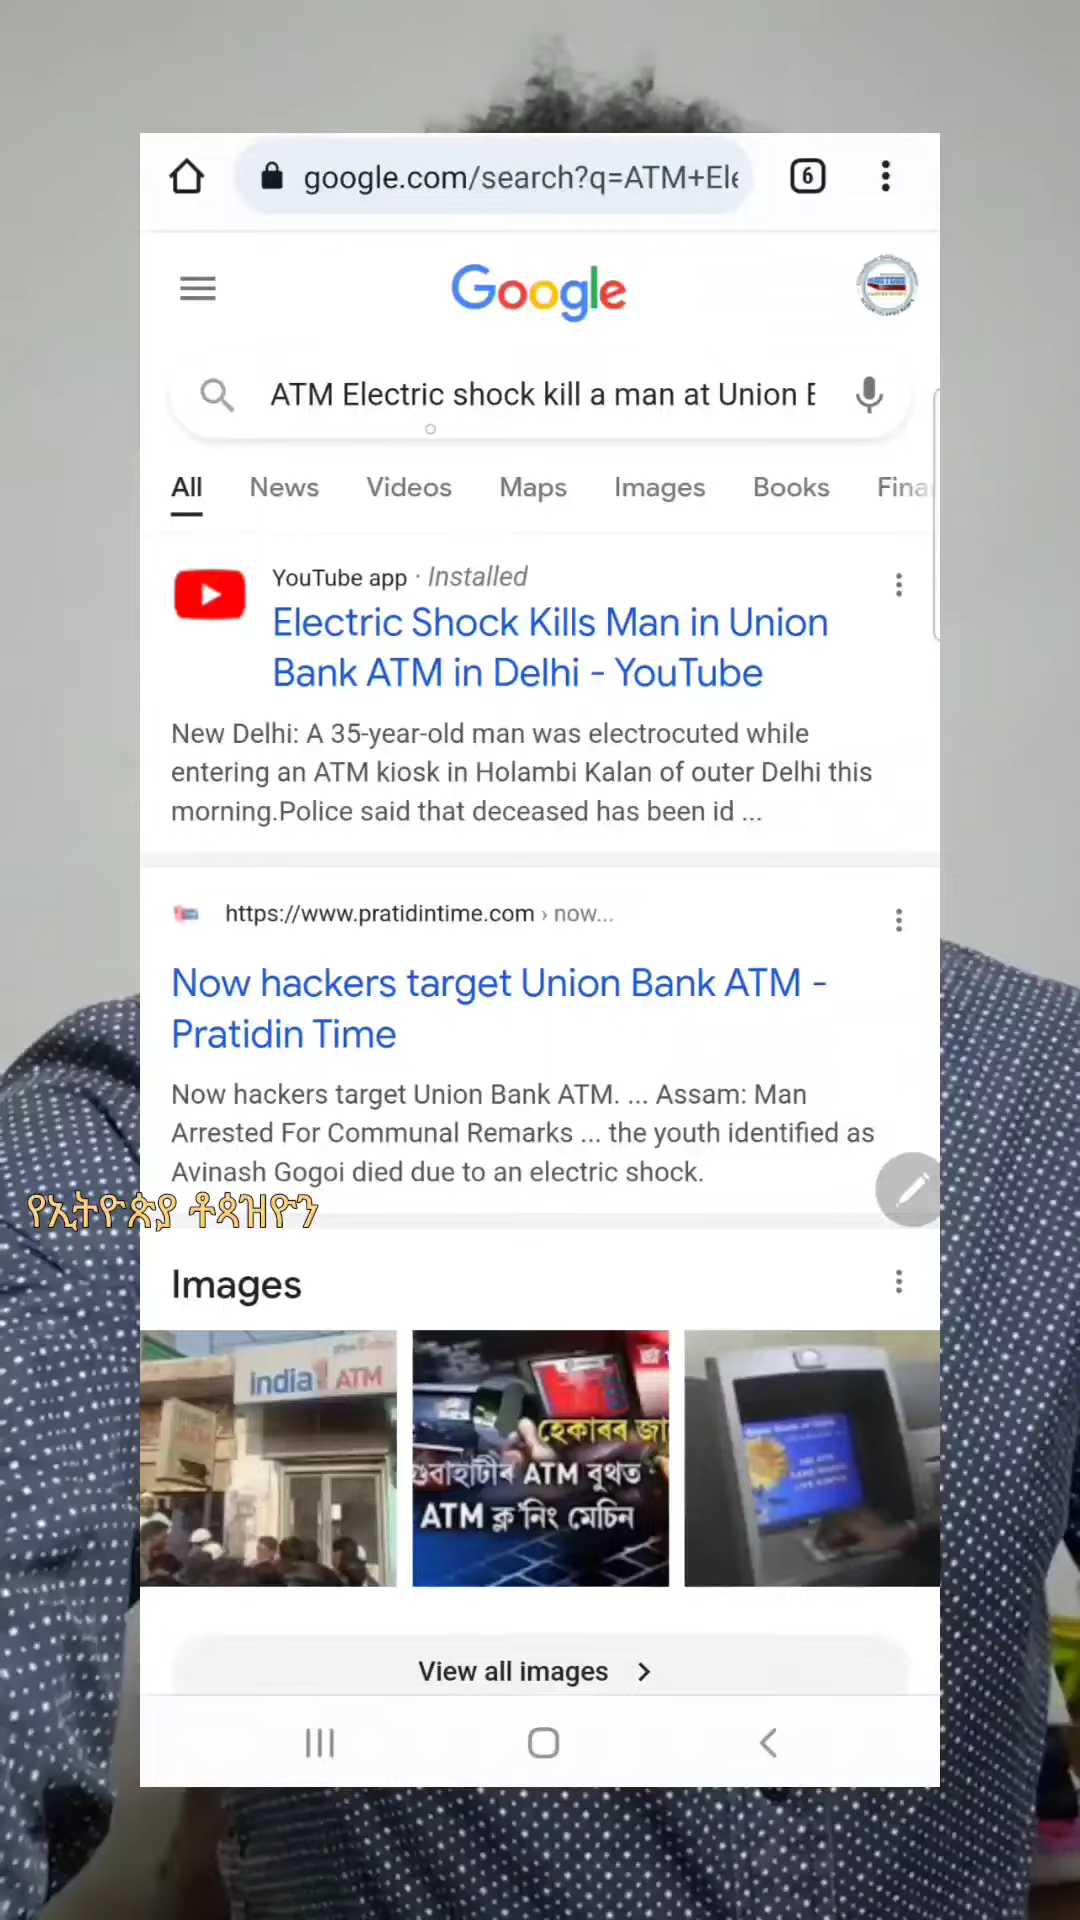 google.com/search?q=ATM+Ele
6
Google
ATM Electric shock kill a man at Union B
All News Videos Maps Images Books Fina
YouTube app · Installed
Electric Shock Kills Man in Union
Bank ATM in Delhi - YouTube
New Delhi: A 35-year-old man was electrocuted while
entering an ATM kiosk in Holambi Kalan of outer Delhi this
morning.Police said that deceased has been id ...
https://www.pratidintime.com › now...
Now hackers target Union Bank ATM -
Pratidin Time
Now hackers target Union Bank ATM. ... Assam: Man
Arrested For Communal Remarks ... the youth identified as
Avinash Gogoi died due to an electric shock.
የኢትዮጵያ ቶጳዝዮን
Images
india1 ATM
হেকাৰৰ জা
গুৱাহাটীৰ ATM বুথত
ATM ক্ল'নিং মেচিন
View all images